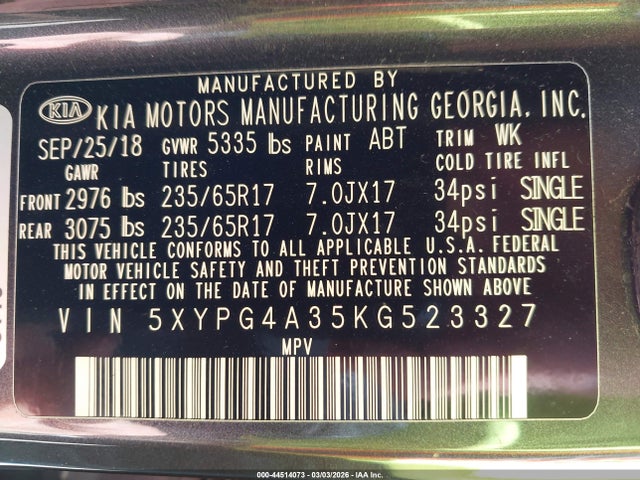 MANUFACTURED BY
KIA KIA MOTORS MANUFACTURING GEORGIA, INC.
SEP/25/18 GVWR 5335 lbs PAINT ABT TRIM WK
GAWR TIRES RIMS COLD TIRE INFL
FRONT 2976 lbs 235/65R17 7.0JX17 34psi SINGLE
REAR 3075 lbs 235/65R17 7.0JX17 34psi SINGLE
THIS VEHICLE CONFORMS TO ALL APPLICABLE U.S.A. FEDERAL
MOTOR VEHICLE SAFETY AND THEFT PREVENTION STANDARDS
IN EFFECT ON THE DATE OF MANUFACTURE SHOWN ABOVE
VIN 5XYPG4A35KG523327
MPV
000-44514073 | 03/03/2026 - IAA Inc.